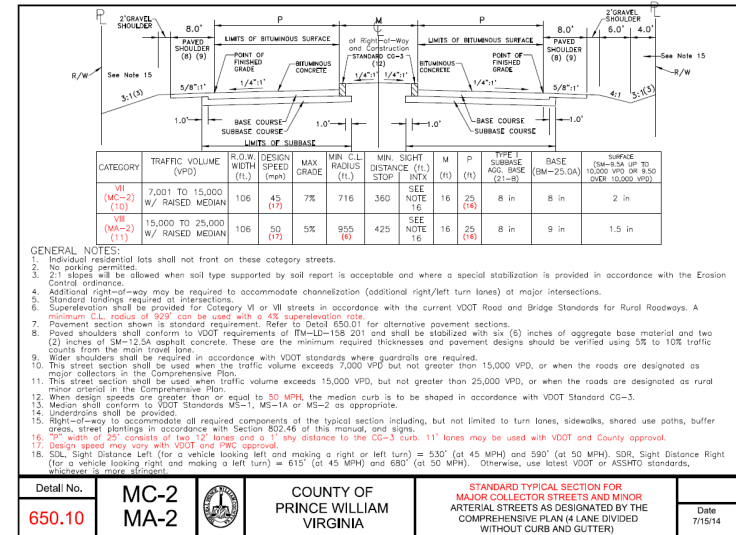 2'GRAVEL SHOULDER
8.0'
P
M
P
8.0'
2'GRAVEL SHOULDER
6.0'
4.0'
PAVED SHOULDER (8) (9)
LIMITS OF BITUMINOUS SURFACE
of Right-of-Way and Construction
STANDARD CG-3 (12)
LIMITS OF BITUMINOUS SURFACE
PAVED SHOULDER (8) (9)
R/W
See Note 15
POINT OF FINISHED GRADE
BITUMINOUS CONCRETE
BITUMINOUS CONCRETE
POINT OF FINISHED GRADE
See Note 15
R/W
3:1(3)
5/8":1'
1/4":1'
1/4":1'
1/4":1'
1/4":1'
5/8":1'
4:1
3:1(3)
1.0'
BASE COURSE
SUBBASE COURSE
1.0'
1.0'
BASE COURSE
SUBBASE COURSE
1.0'
LIMITS OF SUBBASE
CATEGORY
TRAFFIC VOLUME (VPD)
R.O.W. WIDTH (ft.)
DESIGN SPEED (mph)
MAX GRADE
MIN C.L. RADIUS (ft.)
MIN. SIGHT DISTANCE (ft.)
STOP INTX
M (ft)
P (ft)
TYPE I SUBBASE AGG. BASE (21-B)
BASE (BM-25.0A)
SURFACE (SM-9.5A UP TO 10,000 VPD OR 9.5D OVER 10,000 VPD)
VII (MC-2) (10)
7,001 TO 15,000 W/ RAISED MEDIAN
106
45 (17)
7%
716
360
SEE NOTE 16
16
25 (16)
8 in
8 in
2 in
VIII (MA-2) (11)
15,000 TO 25,000 W/ RAISED MEDIAN
106
50 (17)
5%
955 (6)
425
SEE NOTE 16
16
25 (16)
8 in
9 in
1.5 in
GENERAL NOTES:
1. Individual residential lots shall not front on these category streets.
2. No parking permitted.
3. 2:1 slopes will be allowed when soil type supported by soil report is acceptable and where a special stabilization is provided in accordance with the Erosion
Control ordinance.
4. Additional right-of-way may be required to accommodate channelization (additional right/left turn lanes) at major intersections.
5. Standard landings required at intersections.
6. Superelevation shall be provided for Category VI or VII streets in accordance with the current VDOT Road and Bridge Standards for Rural Roadways. A
minimum C.L. radius of 929' can be used with a 4% superelevation rate.
7. Pavement section shown is standard requirement. Refer to Detail 650.01 for alternative pavement sections.
8. Paved shoulders shall conform to VDOT requirements of ITM-LD-158 201 and shall be stabilized with six (6) inches of aggregate base material and two
(2) inches of SM-12.5A asphalt concrete. These are the minimum required thicknesses and pavement designs should be verified using 5% to 10% traffic
counts from the main travel lane.
9. Wider shoulders shall be required in accordance with VDOT standards where guardrails are required.
10. This street section shall be used when the traffic volume exceeds 7,000 VPD but not greater than 15,000 VPD, or when the roads are designated as
major collectors in the Comprehensive Plan.
11. This street section shall be used when traffic volume exceeds 15,000 VPD, but not greater than 25,000 VPD, or when the roads are designated as rural
minor arterial in the Comprehensive Plan.
12. When design speeds are greater than or equal to 50 MPH, the median curb is to be shaped in accordance with VDOT Standard CG-3.
13. Median shall conform to VDOT Standards MS-1, MS-1A or MS-2 as appropriate.
14. Underdrains shall be provided.
15. Right-of-way to accommodate all required components of the typical section including, but not limited to turn lanes, sidewalks, shared use paths, buffer
areas, street plantings in accordance with Section 802.46 of this manual, and signs.
16. "P" width of 25' consists of two 12' lanes and a 1' shy distance to the CG-3 curb. 11' lanes may be used with VDOT and County approval.
17. Design speed may vary with VDOT and PWC approval.
18. SDL, Sight Distance Left (for a vehicle looking left and making a right or left turn) = 530' (at 45 MPH) and 590' (at 50 MPH). SDR, Sight Distance Right
(for a vehicle looking right and making a left turn) = 615' (at 45 MPH) and 680' (at 50 MPH). Otherwise, use latest VDOT or ASSHTO standards,
whichever is more stringent.
Detail No.
650.10
MC-2
MA-2
COUNTY OF
PRINCE WILLIAM
VIRGINIA
STANDARD TYPICAL SECTION FOR
MAJOR COLLECTOR STREETS AND MINOR
ARTERIAL STREETS AS DESIGNATED BY THE
COMPREHENSIVE PLAN (4 LANE DIVIDED
WITHOUT CURB AND GUTTER)
Date
7/15/14